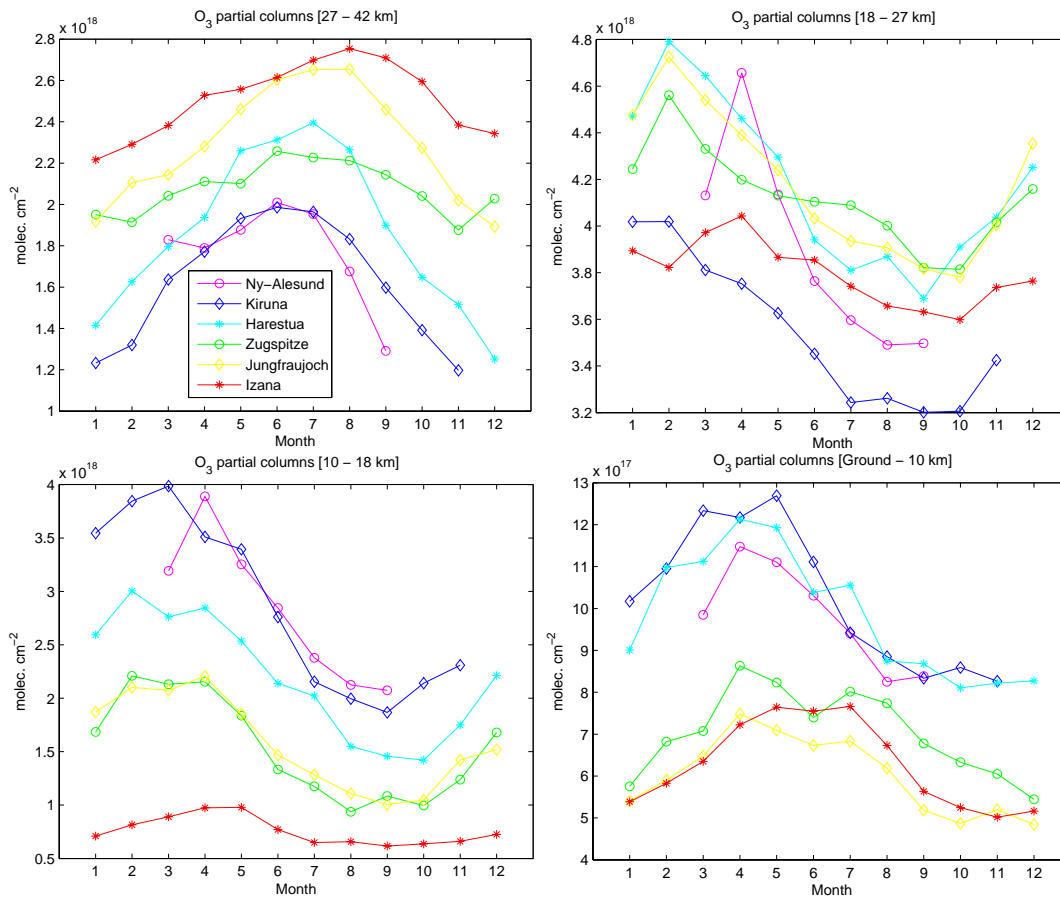 O3 partial columns [27 − 42 km]
x 10^18
molec. cm−2
2.8
2.6
2.4
2.2
2
1.8
1.6
1.4
1.2
1
Ny−Alesund
Kiruna
Harestua
Zugspitze
Jungfraujoch
Izana
1 2 3 4 5 6 7 8 9 10 11 12
Month
O3 partial columns [18 − 27 km]
x 10^18
molec. cm−2
4.8
4.6
4.4
4.2
4
3.8
3.6
3.4
3.2
1 2 3 4 5 6 7 8 9 10 11 12
Month
O3 partial columns [10 − 18 km]
x 10^18
molec. cm−2
4
3.5
3
2.5
2
1.5
1
0.5
1 2 3 4 5 6 7 8 9 10 11 12
Month
O3 partial columns [Ground − 10 km]
x 10^17
molec. cm−2
13
12
11
10
9
8
7
6
5
4
1 2 3 4 5 6 7 8 9 10 11 12
Month